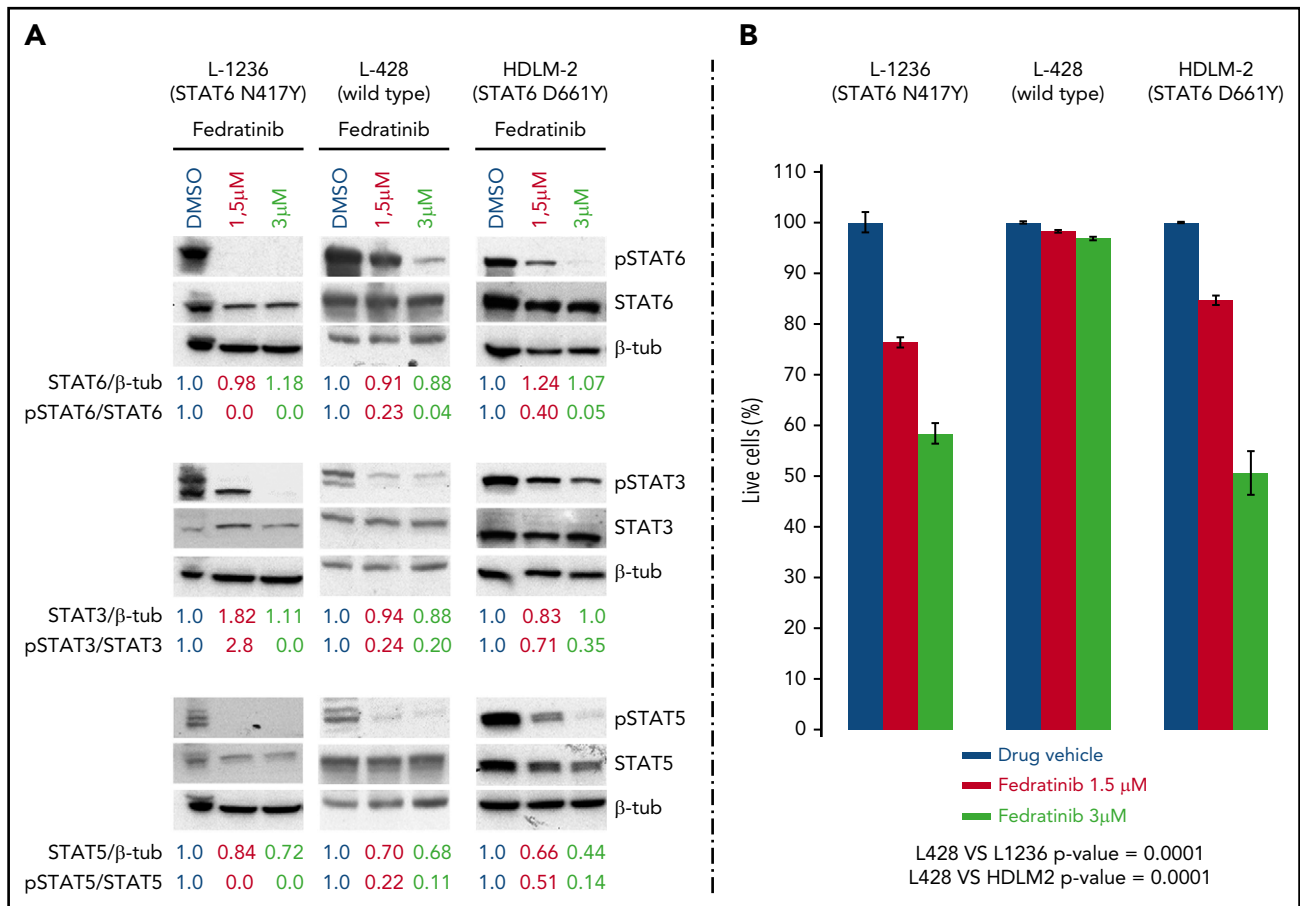 A
L-1236
(STAT6 N417Y)
L-428
(wild type)
HDLM-2
(STAT6 D661Y)
Fedratinib
Fedratinib
Fedratinib
DMSO
1,5μM
3μM
DMSO
1,5μM
3μM
DMSO
1,5μM
3μM
pSTAT6
STAT6
β-tub
STAT6/β-tub 1.0 0.98 1.18 1.0 0.91 0.88 1.0 1.24 1.07
pSTAT6/STAT6 1.0 0.0 0.0 1.0 0.23 0.04 1.0 0.40 0.05
pSTAT3
STAT3
β-tub
STAT3/β-tub 1.0 1.82 1.11 1.0 0.94 0.88 1.0 0.83 1.0
pSTAT3/STAT3 1.0 2.8 0.0 1.0 0.24 0.20 1.0 0.71 0.35
pSTAT5
STAT5
β-tub
STAT5/β-tub 1.0 0.84 0.72 1.0 0.70 0.68 1.0 0.66 0.44
pSTAT5/STAT5 1.0 0.0 0.0 1.0 0.22 0.11 1.0 0.51 0.14
B
L-1236
(STAT6 N417Y)
L-428
(wild type)
HDLM-2
(STAT6 D661Y)
Live cells (%)
110
100
90
80
70
60
50
40
30
20
10
0
Drug vehicle
Fedratinib 1.5 μM
Fedratinib 3μM
L428 VS L1236 p-value = 0.0001
L428 VS HDLM2 p-value = 0.0001